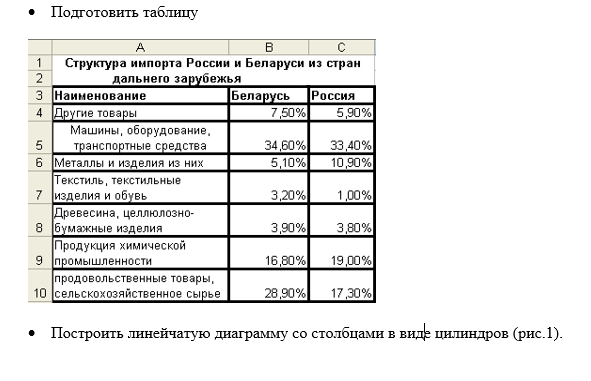 • Подготовить таблицу
A B C
1 Структура импорта России и Беларуси из стран
2 дальнего зарубежья
3 Наименование Беларусь Россия
4 Другие товары 7,50% 5,90%
Машины, оборудование,
5 транспортные средства 34,60% 33,40%
6 Металлы и изделия из них 5,10% 10,90%
Текстиль, текстильные
7 изделия и обувь 3,20% 1,00%
Древесина, целлюлозно-
8 бумажные изделия 3,90% 3,80%
Продукция химической
9 промышленности 16,80% 19,00%
продовольственные товары,
10 сельскохозяйственное сырье 28,90% 17,30%
• Построить линейчатую диаграмму со столбцами в виде цилиндров (рис.1).